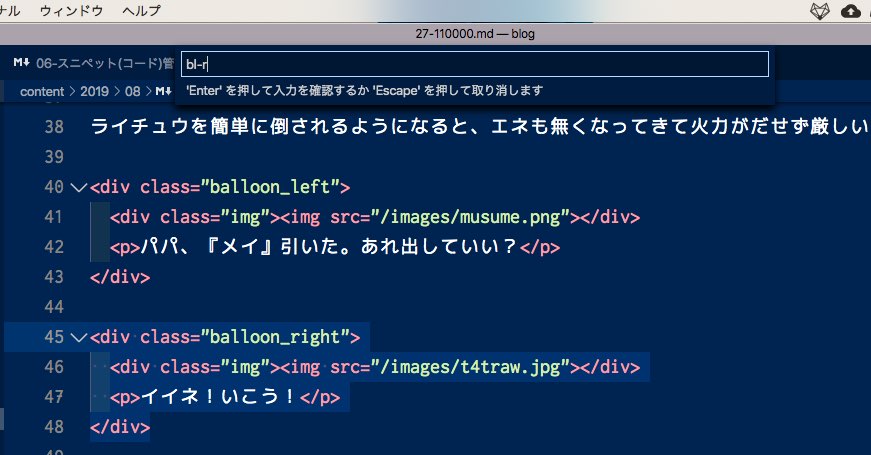 ナル ウィンドウ ヘルプ
27-110000.md — blog
M↓ 06-スニペット(コード)管
bl-r
'Enter' を押して入力を確認するか 'Escape' を押して取り消します
content > 2019 > 08 > M↓
38 ライチュウを簡単に倒されるようになると、エネも無くなってきて火力がだせず厳しい
39
40 <div class="balloon_left">
41 <div class="img"><img src="/images/musume.png"></div>
42 <p>パパ、『メイ』引いた。あれ出していい？</p>
43 </div>
44
45 <div class="balloon_right">
46 <div class="img"><img src="/images/t4traw.jpg"></div>
47 <p>イイネ！いこう！</p>
48 </div>